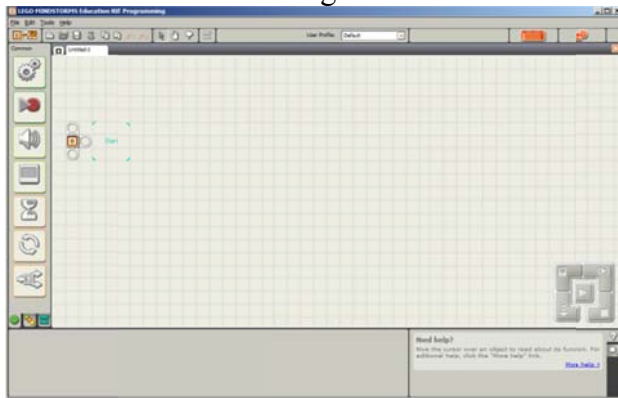 LEGO MINDSTORMS Education NXT Programming
File Edit Tools Help
User Profile: Default
Common
Untitled-1
Start
Need help?
Move the cursor over an object to read about its function. For
additional help, click the "More help" link.
More help »